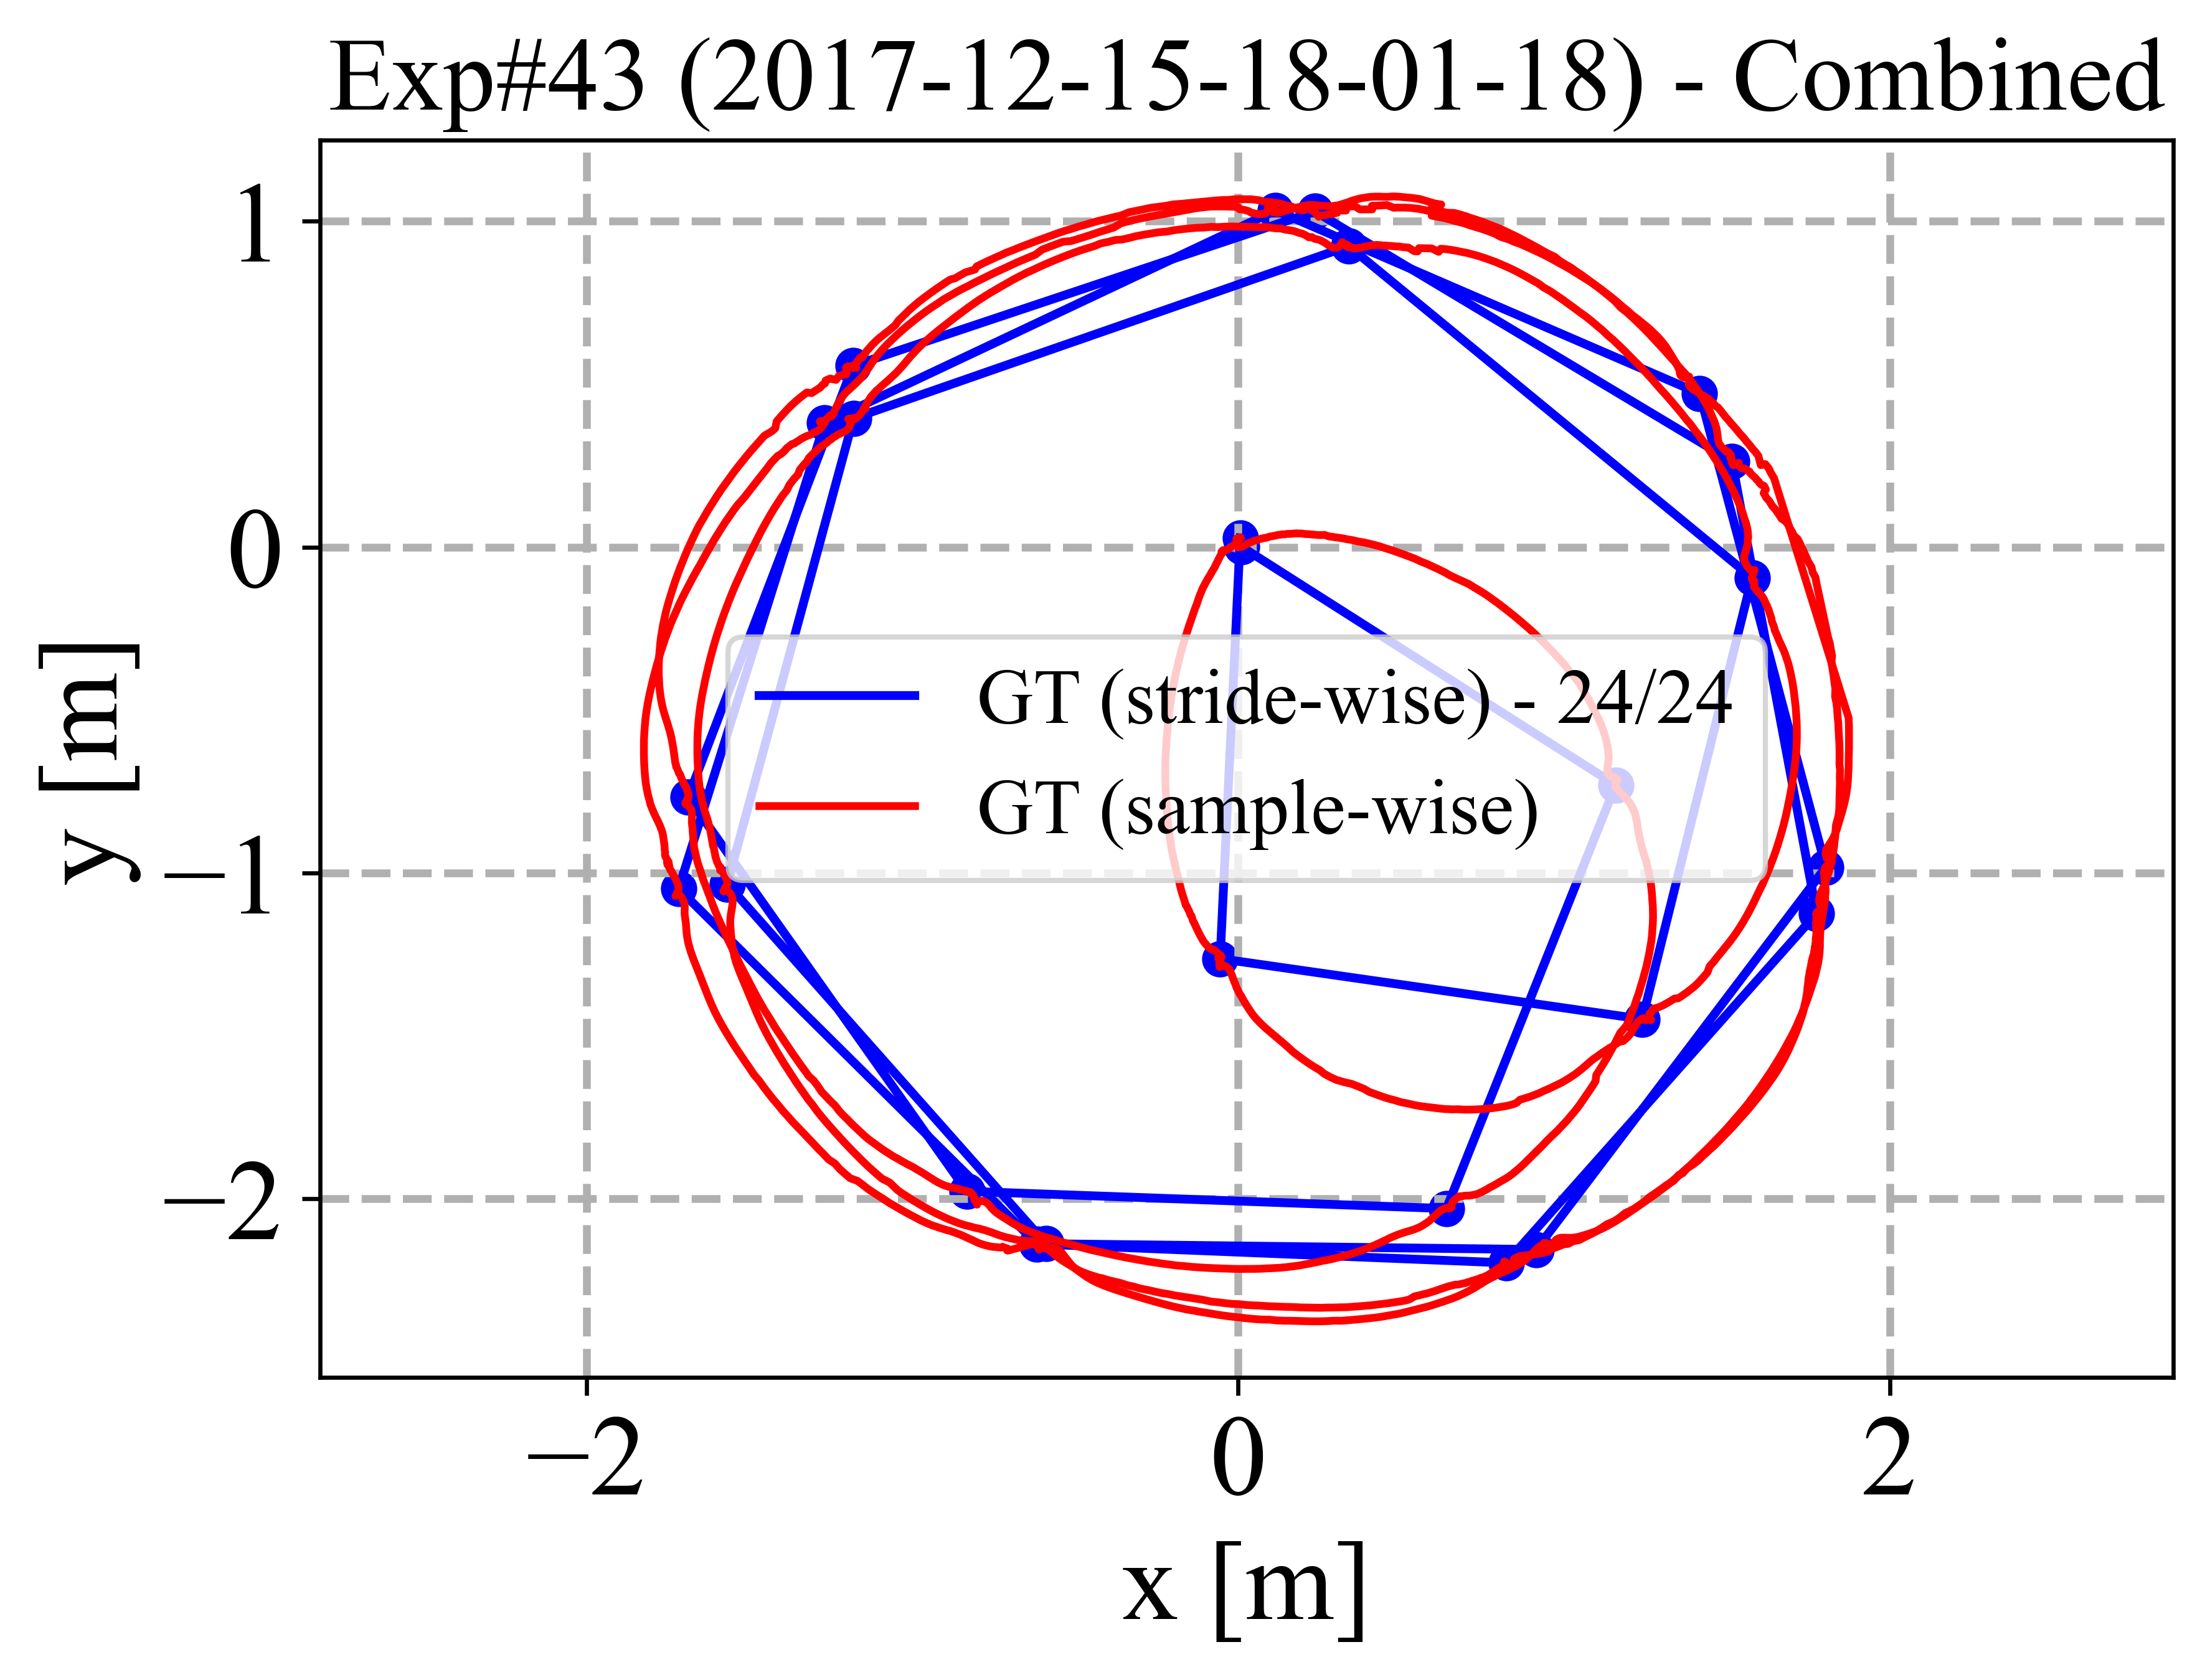 Exp#43 (2017-12-15-18-01-18) - Combined
1
0
−1
−2
y [m]
GT (stride-wise) - 24/24
GT (sample-wise)
−2
0
2
x [m]